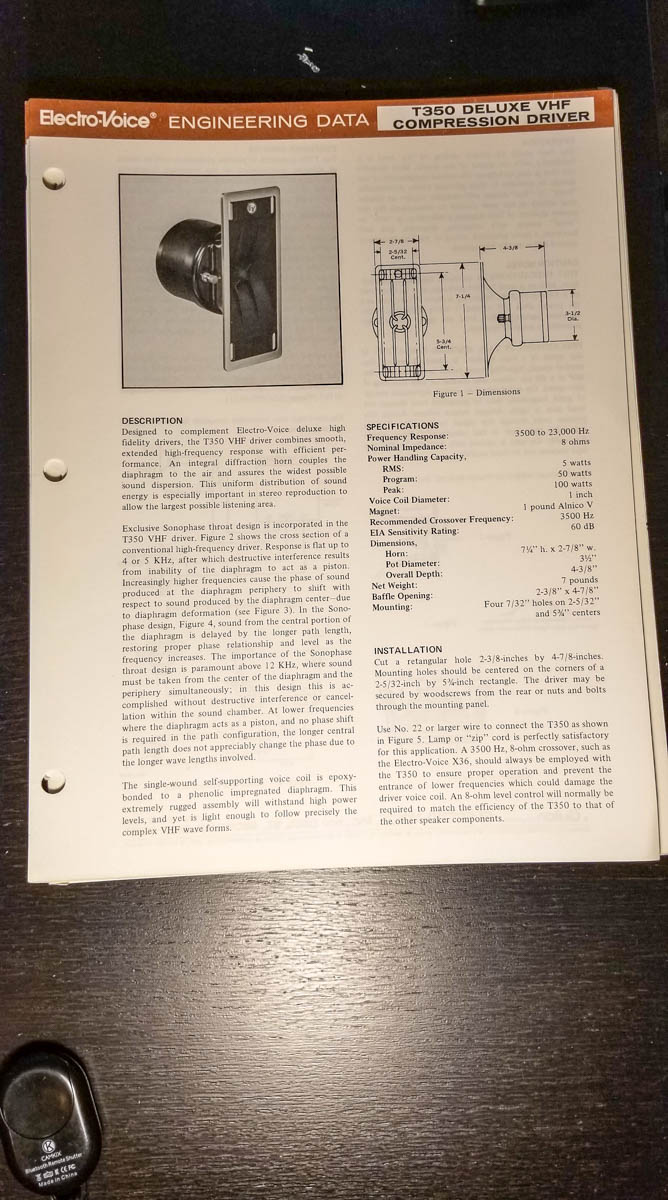 Electro-Voice® ENGINEERING DATA
T350 DELUXE VHF
COMPRESSION DRIVER
2-7/8
2-5/32
Cent.
4-3/8
7-1/4
5-3/4
Cent.
3-1/2
Dia.
Figure 1 – Dimensions
DESCRIPTION
Designed to complement Electro-Voice deluxe high
fidelity drivers, the T350 VHF driver combines smooth,
extended high-frequency response with efficient per-
formance. An integral diffraction horn couples the
diaphragm to the air and assures the widest possible
sound dispersion. This uniform distribution of sound
energy is especially important in stereo reproduction to
allow the largest possible listening area.
Exclusive Sonophase throat design is incorporated in the
T350 VHF driver. Figure 2 shows the cross section of a
conventional high-frequency driver. Response is flat up to
4 or 5 KHz, after which destructive interference results
from inability of the diaphragm to act as a piston.
Increasingly higher frequencies cause the phase of sound
produced at the diaphragm periphery to shift with
respect to sound produced by the diaphragm center–due
to diaphragm deformation (see Figure 3). In the Sono-
phase design, Figure 4, sound from the central portion of
the diaphragm is delayed by the longer path length,
restoring proper phase relationship and level as the
frequency increases. The importance of the Sonophase
throat design is paramount above 12 KHz, where sound
must be taken from the center of the diaphragm and the
periphery simultaneously; in this design this is ac-
complished without destructive interference or cancel-
lation within the sound chamber. At lower frequencies
where the diaphragm acts as a piston, and no phase shift
is required in the path configuration, the longer central
path length does not appreciably change the phase due to
the longer wave lengths involved.
The single-wound self-supporting voice coil is epoxy-
bonded to a phenolic impregnated diaphragm. This
extremely rugged assembly will withstand high power
levels, and yet is light enough to follow precisely the
complex VHF wave forms.
SPECIFICATIONS
Frequency Response: 3500 to 23,000 Hz
Nominal Impedance: 8 ohms
Power Handling Capacity,
RMS: 5 watts
Program: 50 watts
Peak: 100 watts
Voice Coil Diameter: 1 inch
Magnet: 1 pound Alnico V
Recommended Crossover Frequency: 3500 Hz
EIA Sensitivity Rating: 60 dB
Dimensions,
Horn: 7¼" h. x 2-7/8" w.
Pot Diameter: 3½"
Overall Depth: 4-3/8"
Net Weight: 7 pounds
Baffle Opening: 2-3/8" x 4-7/8"
Mounting: Four 7/32" holes on 2-5/32"
and 5¾" centers
INSTALLATION
Cut a retangular hole 2-3/8-inches by 4-7/8-inches.
Mounting holes should be centered on the corners of a
2-5/32-inch by 5¾-inch rectangle. The driver may be
secured by woodscrews from the rear or nuts and bolts
through the mounting panel.
Use No. 22 or larger wire to connect the T350 as shown
in Figure 5. Lamp or "zip" cord is perfectly satisfactory
for this application. A 3500 Hz, 8-ohm crossover, such as
the Electro-Voice X36, should always be employed with
the T350 to ensure proper operation and prevent the
entrance of lower frequencies which could damage the
driver voice coil. An 8-ohm level control will normally be
required to match the efficiency of the T350 to that of
the other speaker components.
CAMKIX
Bluetooth Remote Shutter
CE FC
Made in China